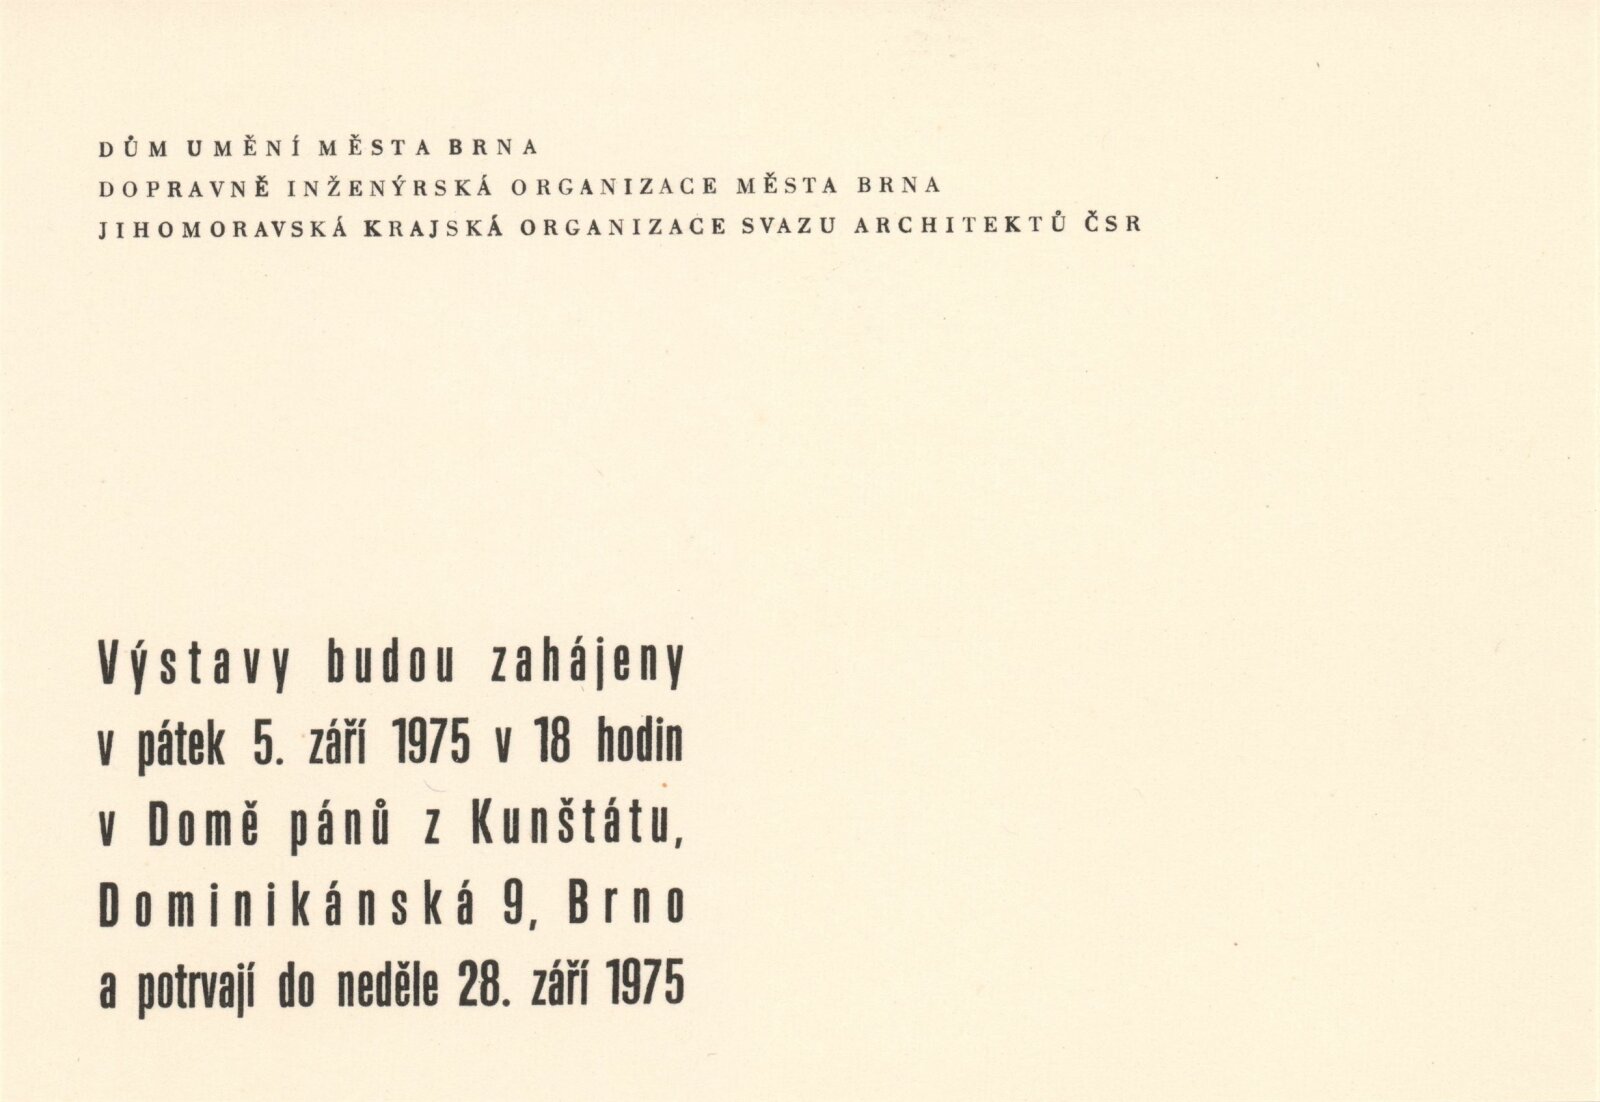 DŮM UMĚNÍ MĚSTA BRNA
DOPRAVNĚ INŽENÝRSKÁ ORGANIZACE MĚSTA BRNA
JIHOMORAVSKÁ KRAJSKÁ ORGANIZACE SVAZU ARCHITEKTŮ ČSR
Výstavy budou zahájeny
v pátek 5. září 1975 v 18 hodin
v Domě pánů z Kunštátu,
Dominikánská 9, Brno
a potrvají do neděle 28. září 1975